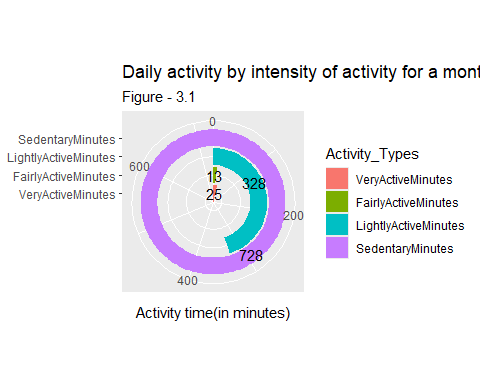 Daily activity by intensity of activity for a mont
Figure - 3.1
SedentaryMinutes
LightlyActiveMinutes
FairlyActiveMinutes
VeryActiveMinutes
0
600
13
25
328
200
728
400
Activity time(in minutes)
Activity_Types
VeryActiveMinutes
FairlyActiveMinutes
LightlyActiveMinutes
SedentaryMinutes